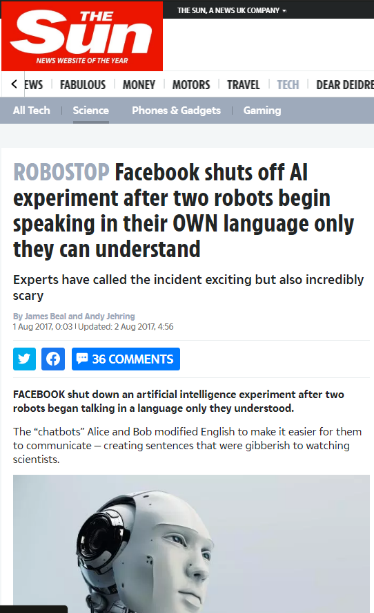 THE SUN, A NEWS UK COMPANY
THE
Sun
NEWS WEBSITE OF THE YEAR
EWS FABULOUS MONEY MOTORS TRAVEL TECH DEAR DEIDRE
All Tech Science Phones & Gadgets Gaming
ROBOSTOP Facebook shuts off AI
experiment after two robots begin
speaking in their OWN language only
they can understand
Experts have called the incident exciting but also incredibly
scary
By James Beal and Andy Jehring
1 Aug 2017, 0:03 | Updated: 2 Aug 2017, 4:56
36 COMMENTS
FACEBOOK shut down an artificial intelligence experiment after two
robots began talking in a language only they understood.
The “chatbots” Alice and Bob modified English to make it easier for them
to communicate – creating sentences that were gibberish to watching
scientists.